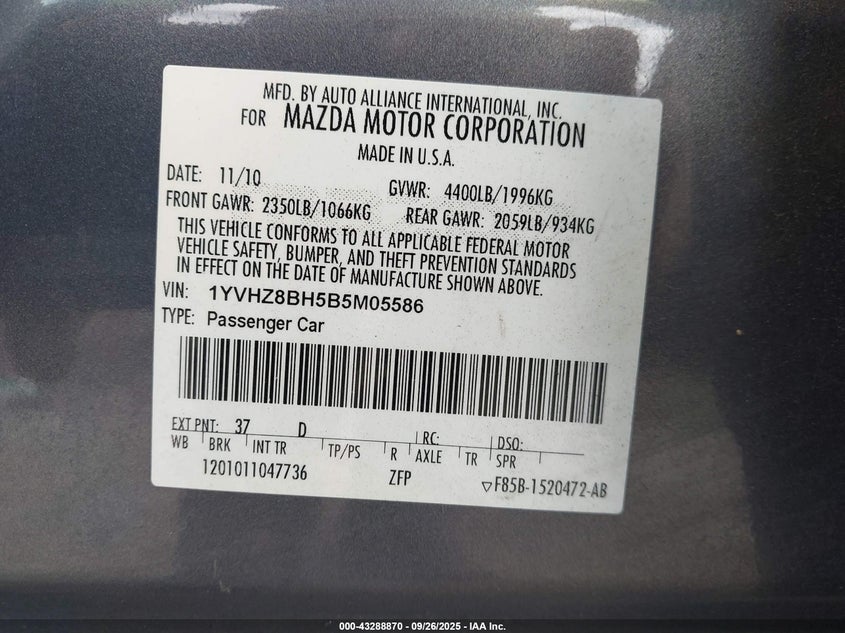 MFD. BY AUTO ALLIANCE INTERNATIONAL, INC.
FOR MAZDA MOTOR CORPORATION
MADE IN U.S.A.
DATE: 11/10 GVWR: 4400LB/1996KG
FRONT GAWR: 2350LB/1066KG REAR GAWR: 2059LB/934KG
THIS VEHICLE CONFORMS TO ALL APPLICABLE FEDERAL MOTOR
VEHICLE SAFETY, BUMPER, AND THEFT PREVENTION STANDARDS
IN EFFECT ON THE DATE OF MANUFACTURE SHOWN ABOVE.
VIN: 1YVHZ8BH5B5M05586
TYPE: Passenger Car
EXT PNT: 37 D RC: DSO:
WB BRK INT TR TP/PS R AXLE TR SPR
1201011047736 ZFP ▽F85B-1520472-AB
000-43288870 - 09/26/2025 - IAA Inc.